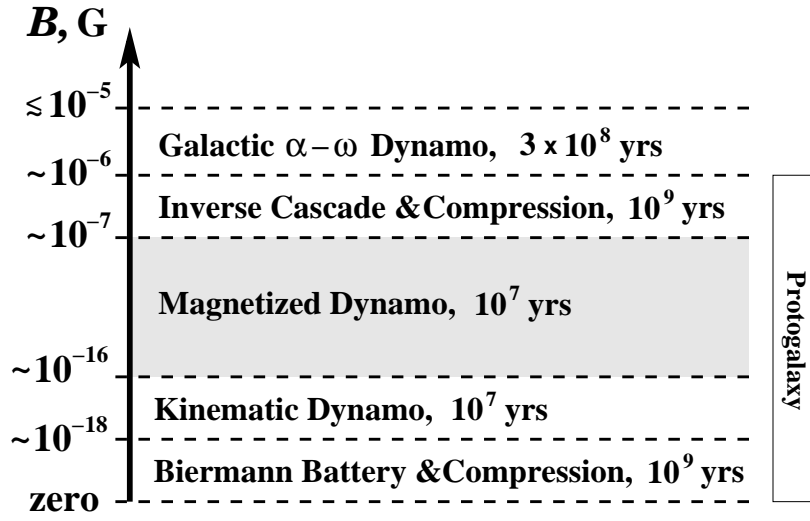 B, G
≲ 10⁻⁵
Galactic α–ω Dynamo, 3 x 10⁸ yrs
~10⁻⁶
Inverse Cascade &Compression, 10⁹ yrs
~10⁻⁷
Magnetized Dynamo, 10⁷ yrs
~10⁻¹⁶
Kinematic Dynamo, 10⁷ yrs
~10⁻¹⁸
Biermann Battery &Compression, 10⁹ yrs
zero
Protogalaxy